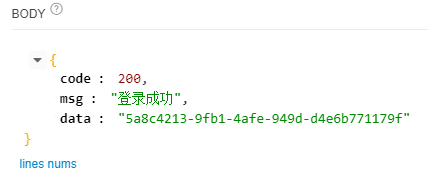 BODY ?
{
code : 200,
msg : "登录成功",
data : "5a8c4213-9fb1-4afe-949d-d4e6b771179f"
}
lines nums